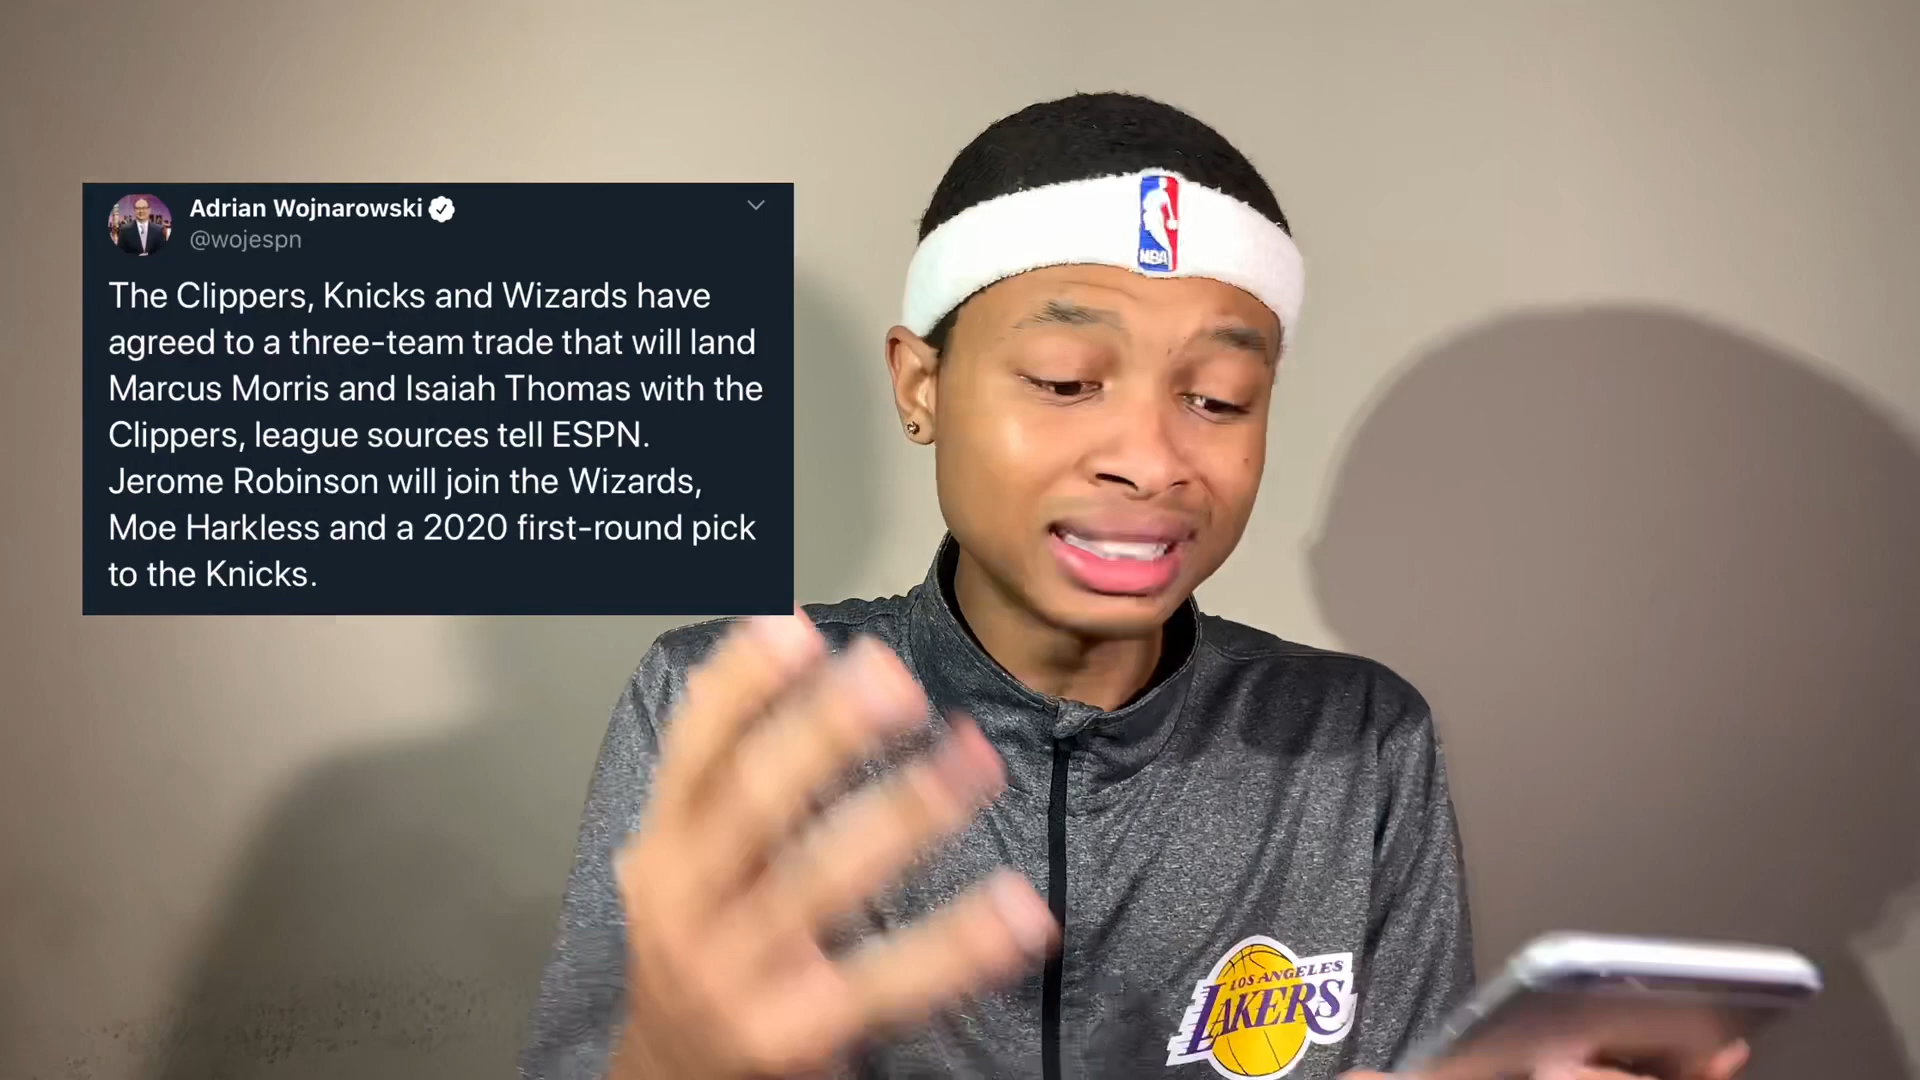 Adrian Wojnarowski
@wojespn
The Clippers, Knicks and Wizards have
agreed to a three-team trade that will land
Marcus Morris and Isaiah Thomas with the
Clippers, league sources tell ESPN.
Jerome Robinson will join the Wizards,
Moe Harkless and a 2020 first-round pick
to the Knicks.
NBA
LOS ANGELES
LAKERS